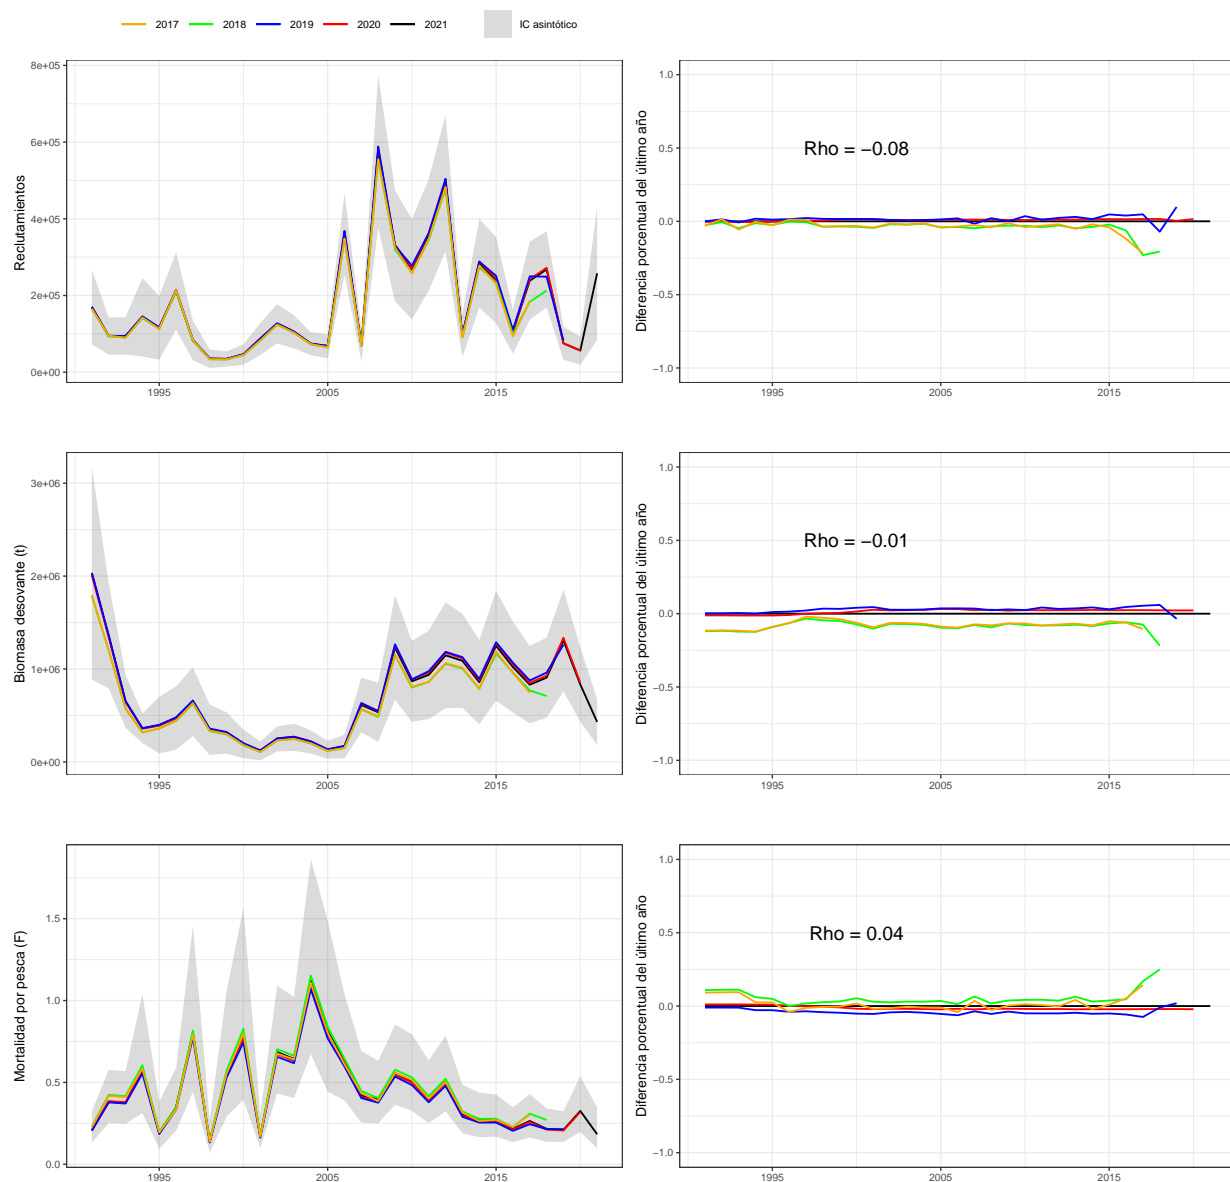 2017 2018 2019 2020 2021 IC asintótico
Reclutamientos
8e+05
6e+05
4e+05
2e+05
0e+00
1995 2005 2015
Diferencia porcentual del último año
1.0
0.5
0.0
−0.5
−1.0
Rho = −0.08
1995 2005 2015
Biomasa desovante (t)
3e+06
2e+06
1e+06
0e+00
1995 2005 2015
Diferencia porcentual del último año
1.0
0.5
0.0
−0.5
−1.0
Rho = −0.01
1995 2005 2015
Mortalidad por pesca (F)
1.5
1.0
0.5
0.0
1995 2005 2015
Diferencia porcentual del último año
1.0
0.5
0.0
−0.5
−1.0
Rho = 0.04
1995 2005 2015